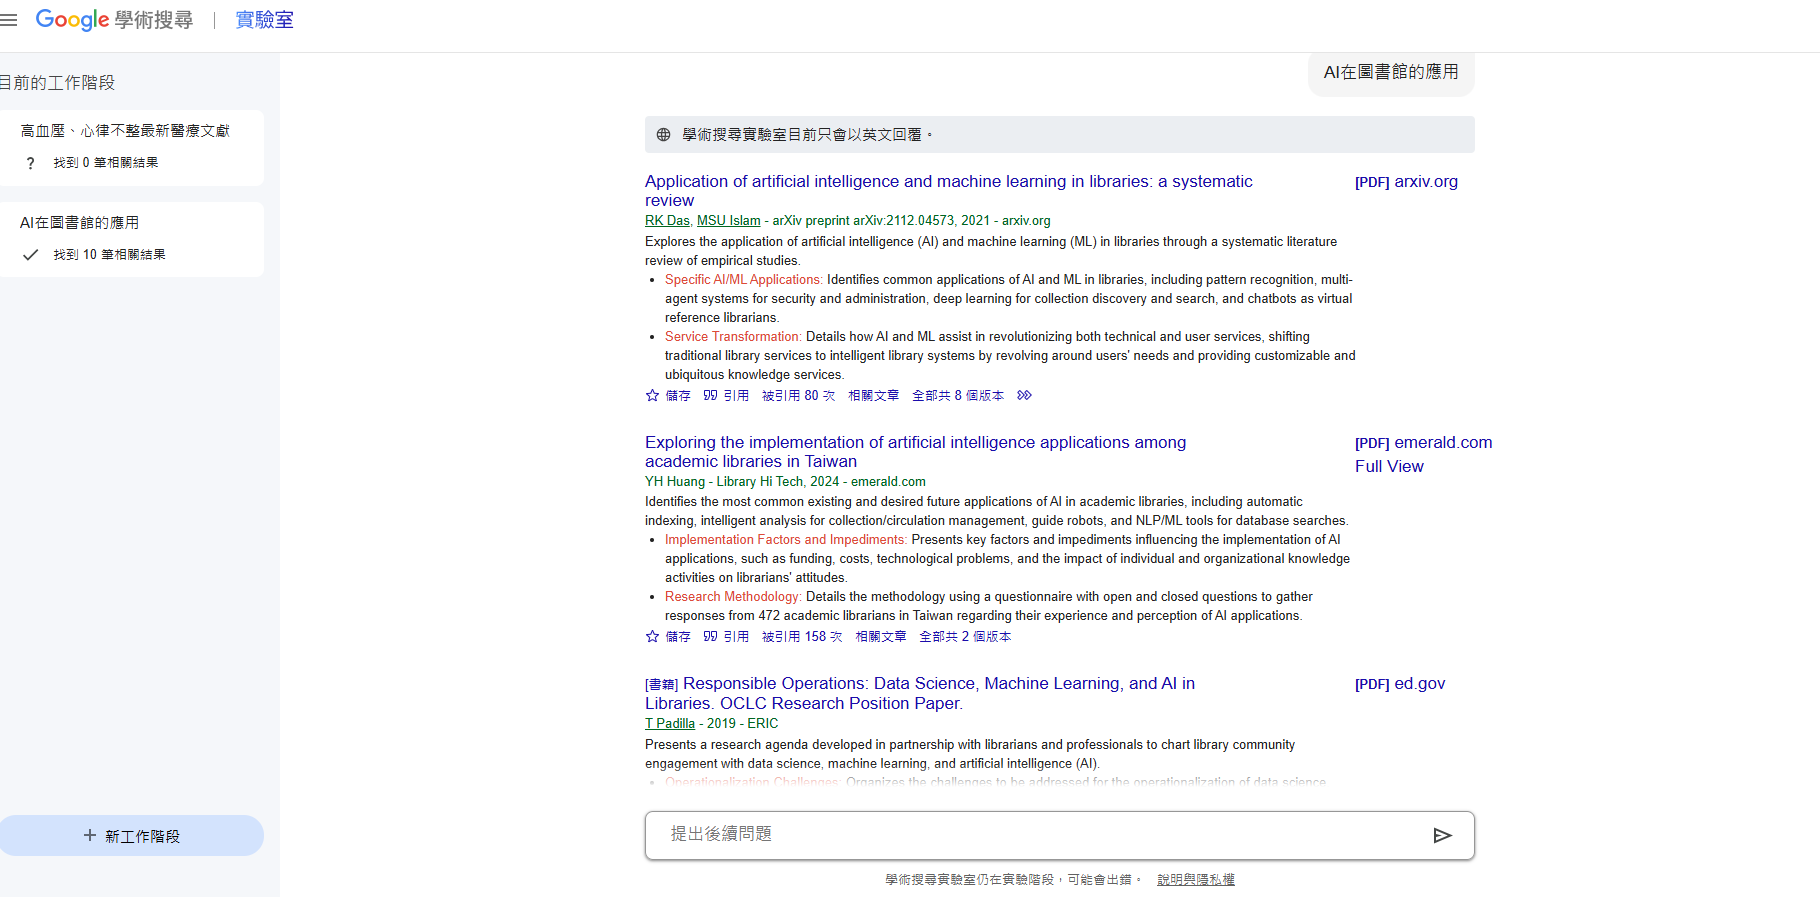 Google 學術搜尋 | 實驗室
目前的工作階段
高血壓、心律不整最新醫療文獻
? 找到 0 筆相關結果
AI在圖書館的應用
找到 10 筆相關結果
+ 新工作階段
AI在圖書館的應用
學術搜尋實驗室目前只會以英文回覆。
Application of artificial intelligence and machine learning in libraries: a systematic
review
[PDF] arxiv.org
RK Das, MSU Islam - arXiv preprint arXiv:2112.04573, 2021 - arxiv.org
Explores the application of artificial intelligence (AI) and machine learning (ML) in libraries through a systematic literature
review of empirical studies.
• Specific AI/ML Applications: Identifies common applications of AI and ML in libraries, including pattern recognition, multi-
agent systems for security and administration, deep learning for collection discovery and search, and chatbots as virtual
reference librarians.
• Service Transformation: Details how AI and ML assist in revolutionizing both technical and user services, shifting
traditional library services to intelligent library systems by revolving around users' needs and providing customizable and
ubiquitous knowledge services.
儲存 引用 被引用 80 次 相關文章 全部共 8 個版本
Exploring the implementation of artificial intelligence applications among
academic libraries in Taiwan
[PDF] emerald.com
Full View
YH Huang - Library Hi Tech, 2024 - emerald.com
Identifies the most common existing and desired future applications of AI in academic libraries, including automatic
indexing, intelligent analysis for collection/circulation management, guide robots, and NLP/ML tools for database searches.
• Implementation Factors and Impediments: Presents key factors and impediments influencing the implementation of AI
applications, such as funding, costs, technological problems, and the impact of individual and organizational knowledge
activities on librarians' attitudes.
• Research Methodology: Details the methodology using a questionnaire with open and closed questions to gather
responses from 472 academic librarians in Taiwan regarding their experience and perception of AI applications.
儲存 引用 被引用 158 次 相關文章 全部共 2 個版本
[書籍] Responsible Operations: Data Science, Machine Learning, and AI in
Libraries. OCLC Research Position Paper.
[PDF] ed.gov
T Padilla - 2019 - ERIC
Presents a research agenda developed in partnership with librarians and professionals to chart library community
engagement with data science, machine learning, and artificial intelligence (AI).
• Operationalization Challenges: Organizes the challenges to be addressed for the operationalization of data science,
提出後續問題
學術搜尋實驗室仍在實驗階段，可能會出錯。 說明與隱私權